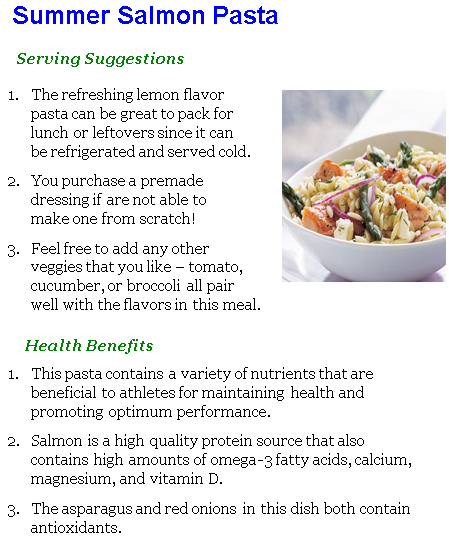 Summer Salmon Pasta
Serving Suggestions
1. The refreshing lemon flavor
pasta can be great to pack for
lunch or leftovers since it can
be refrigerated and served cold.
2. You purchase a premade
dressing if are not able to
make one from scratch!
3. Feel free to add any other
veggies that you like – tomato,
cucumber, or broccoli all pair
well with the flavors in this meal.
Health Benefits
1. This pasta contains a variety of nutrients that are
beneficial to athletes for maintaining health and
promoting optimum performance.
2. Salmon is a high quality protein source that also
contains high amounts of omega-3 fatty acids, calcium,
magnesium, and vitamin D.
3. The asparagus and red onions in this dish both contain
antioxidants.